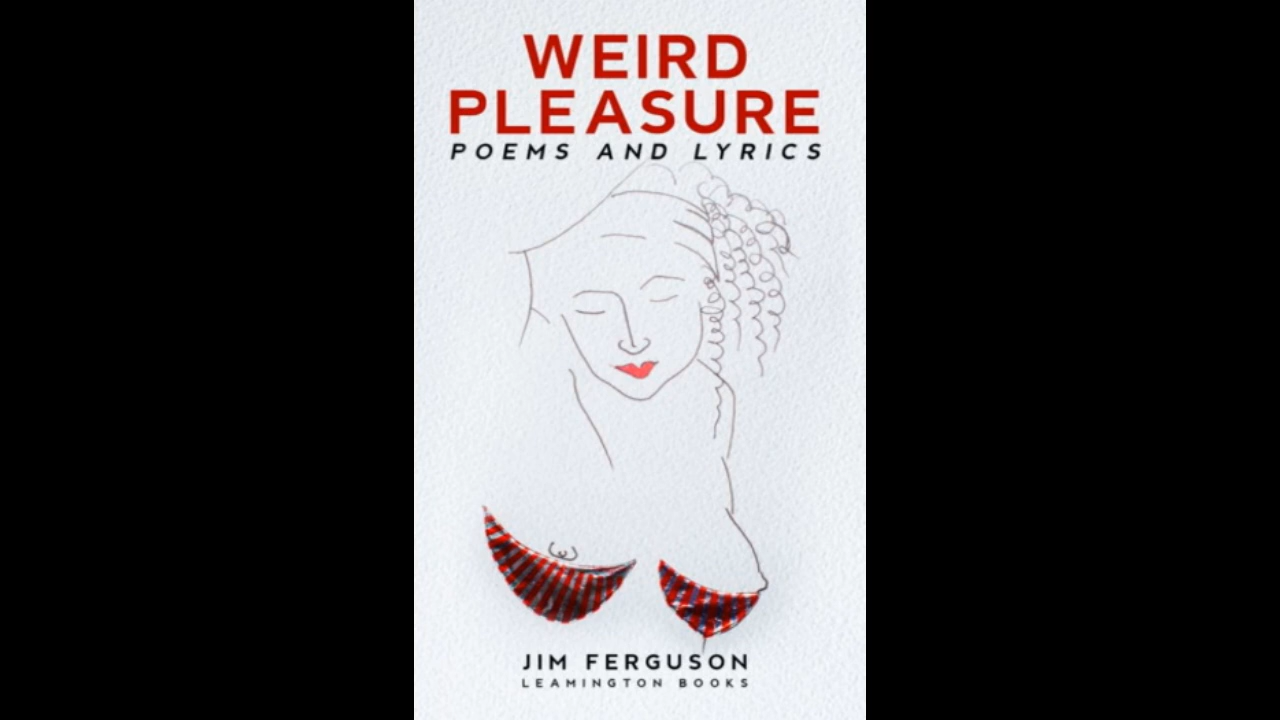 WEIRD
PLEASURE
POEMS AND LYRICS
JIM FERGUSON
LEAMINGTON BOOKS